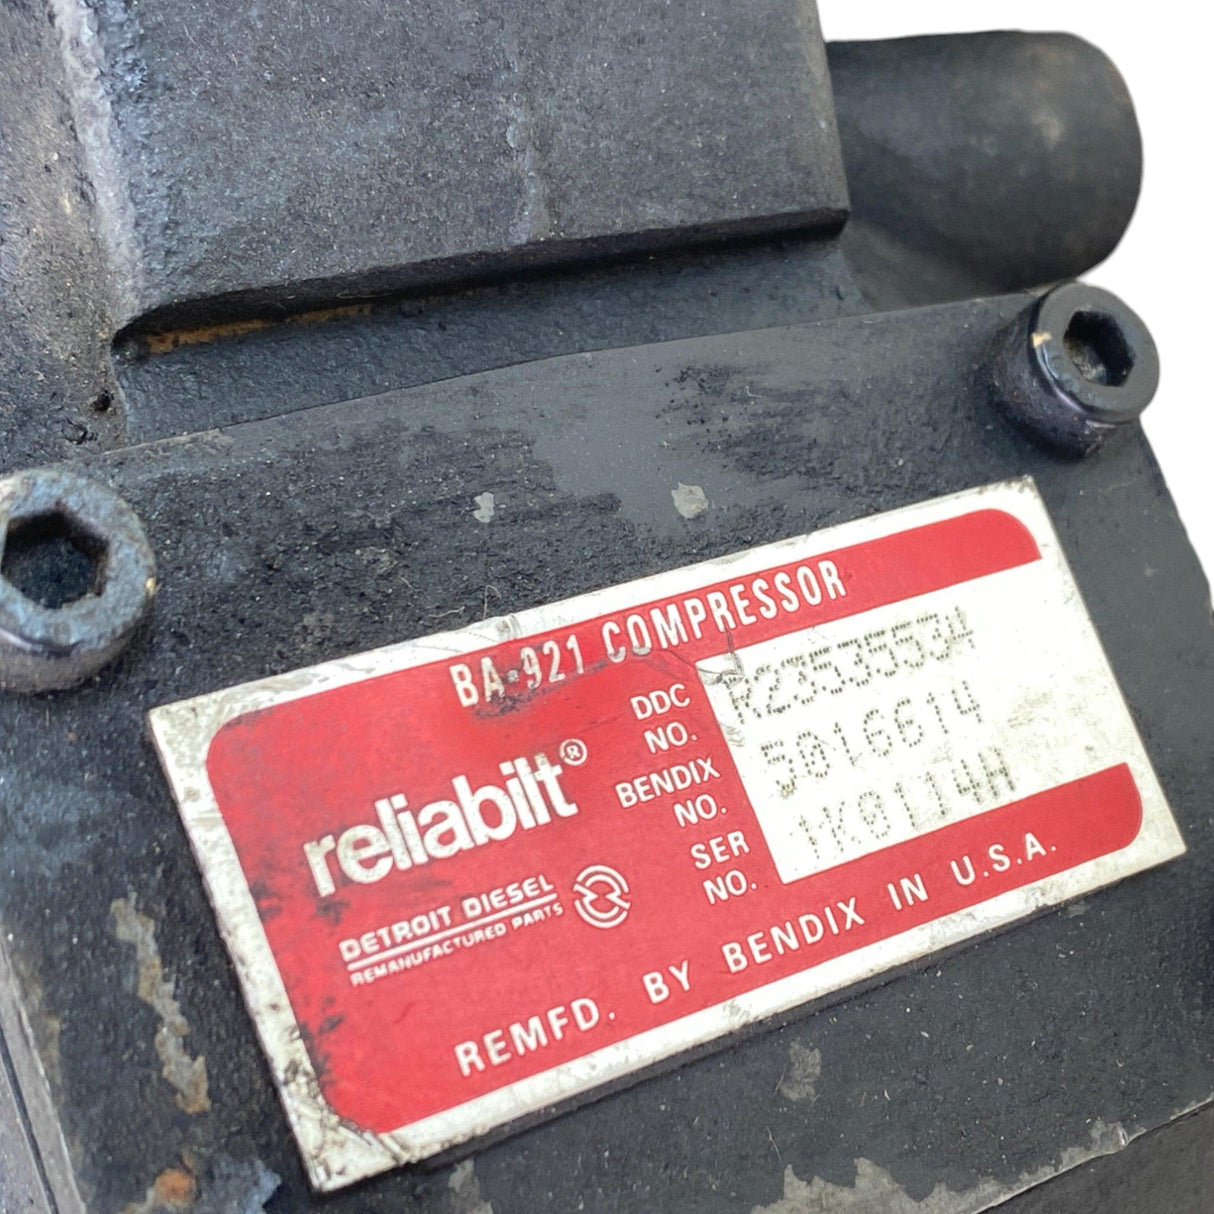 BA-921 COMPRESSOR
DDC NO. R23535534
BENDIX NO. 5016614
SER NO. 1K0114H
reliabilt®
DETROIT DIESEL
REMANUFACTURED PARTS
REMFD. BY BENDIX IN U.S.A.